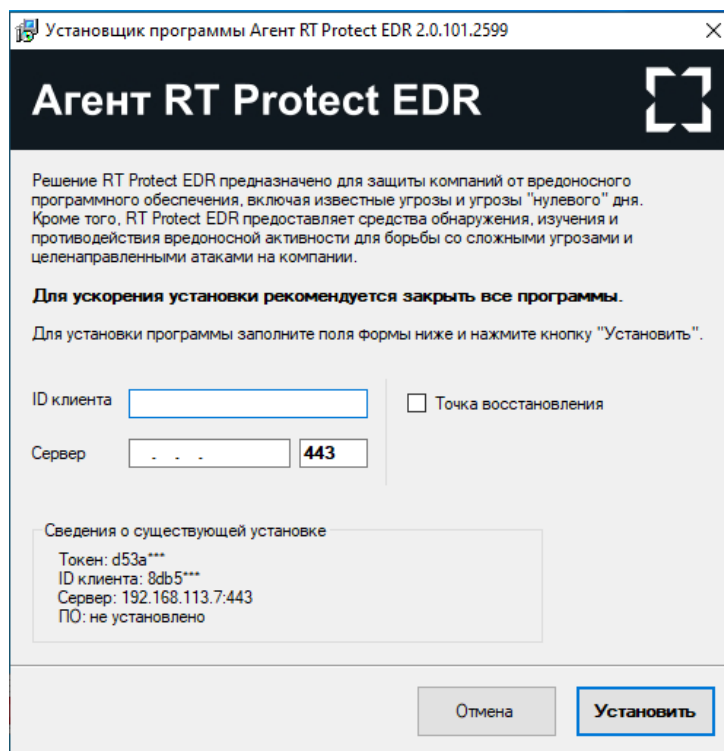 Установщик программы Агент RT Protect EDR 2.0.101.2599
Агент RT Protect EDR
Решение RT Protect EDR предназначено для защиты компаний от вредоносного
программного обеспечения, включая известные угрозы и угрозы "нулевого" дня.
Кроме того, RT Protect EDR предоставляет средства обнаружения, изучения и
противодействия вредоносной активности для борьбы со сложными угрозами и
целенаправленными атаками на компании.
Для ускорения установки рекомендуется закрыть все программы.
Для установки программы заполните поля формы ниже и нажмите кнопку "Установить".
ID клиента
Точка восстановления
Сервер . . . 443
Сведения о существующей установке
Токен: d53a***
ID клиента: 8db5***
Сервер: 192.168.113.7:443
ПО: не установлено
Отмена Установить